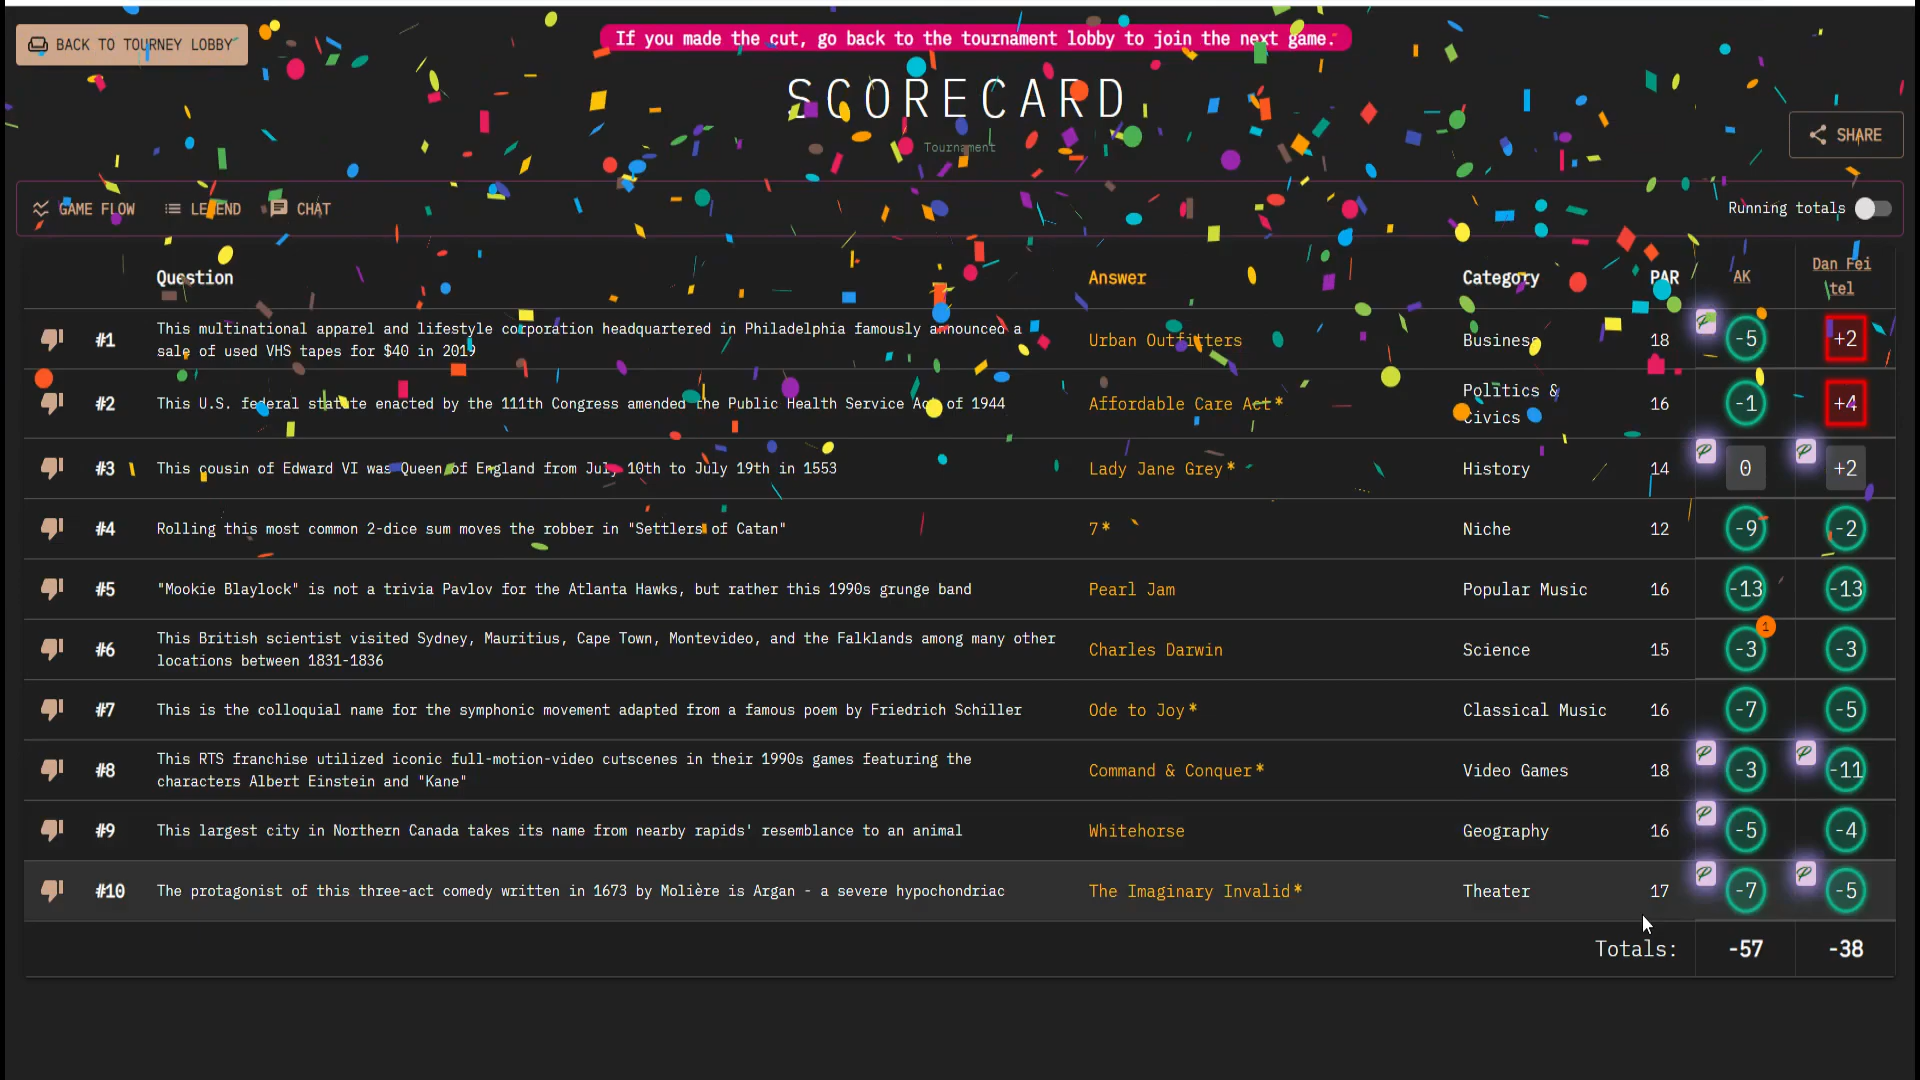 BACK TO TOURNEY LOBBY
If you made the cut, go back to the tournament lobby to join the next game.
SCORECARD
Tournament
SHARE
GAME FLOW LEGEND CHAT
Running totals
Question Answer Category PAR AK Dan Fei
tel
#1 This multinational apparel and lifestyle corporation headquartered in Philadelphia famously announced a
sale of used VHS tapes for $40 in 2019
Urban Outfitters Business 18 -5 +2
#2 This U.S. federal statute enacted by the 111th Congress amended the Public Health Service Act of 1944 Affordable Care Act*
Politics &
Civics
16 -1 +4
#3 This cousin of Edward VI was Queen of England from July 10th to July 19th in 1553 Lady Jane Grey* History 14 0 +2
#4 Rolling this most common 2-dice sum moves the robber in "Settlers of Catan" 7* Niche 12 -9 -2
#5 "Mookie Blaylock" is not a trivia Pavlov for the Atlanta Hawks, but rather this 1990s grunge band Pearl Jam Popular Music 16 -13 -13
1
#6 This British scientist visited Sydney, Mauritius, Cape Town, Montevideo, and the Falklands among many other
locations between 1831-1836
Charles Darwin Science 15 -3 -3
#7 This is the colloquial name for the symphonic movement adapted from a famous poem by Friedrich Schiller Ode to Joy* Classical Music 16 -7 -5
#8 This RTS franchise utilized iconic full-motion-video cutscenes in their 1990s games featuring the
characters Albert Einstein and "Kane"
Command & Conquer* Video Games 18 -3 -11
#9 This largest city in Northern Canada takes its name from nearby rapids' resemblance to an animal Whitehorse Geography 16 -5 -4
#10 The protagonist of this three-act comedy written in 1673 by Molière is Argan - a severe hypochondriac The Imaginary Invalid* Theater 17 -7 -5
Totals: -57 -38